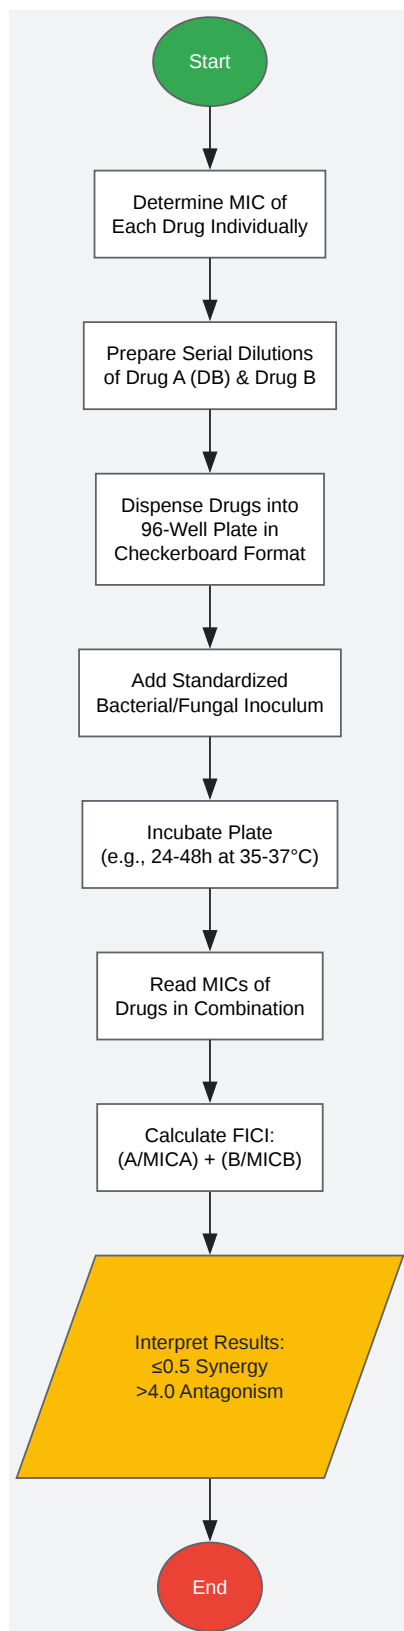 Start
Determine MIC of
Each Drug Individually
Prepare Serial Dilutions
of Drug A (DB) & Drug B
Dispense Drugs into
96-Well Plate in
Checkerboard Format
Add Standardized
Bacterial/Fungal Inoculum
Incubate Plate
(e.g., 24-48h at 35-37°C)
Read MICs of
Drugs in Combination
Calculate FICI:
(A/MICA) + (B/MICB)
Interpret Results:
≤0.5 Synergy
>4.0 Antagonism
End